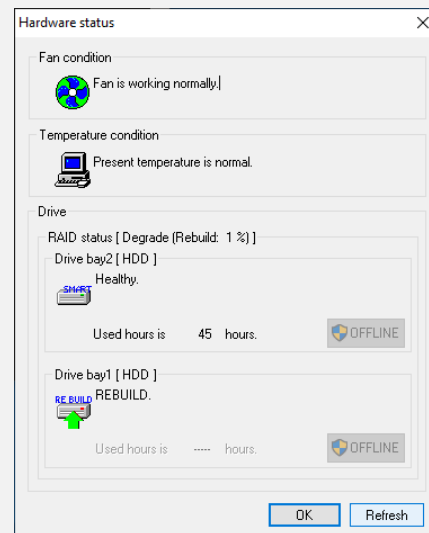 Hardware status
Fan condition
Fan is working normally.
Temperature condition
Present temperature is normal.
Drive
RAID status [ Degrade (Rebuild: 1 %) ]
Drive bay2 [ HDD ]
Healthy.
SMART
Used hours is 45 hours.
OFFLINE
Drive bay1 [ HDD ]
REBUILD.
RE BUILD
Used hours is ----- hours.
OFFLINE
OK
Refresh